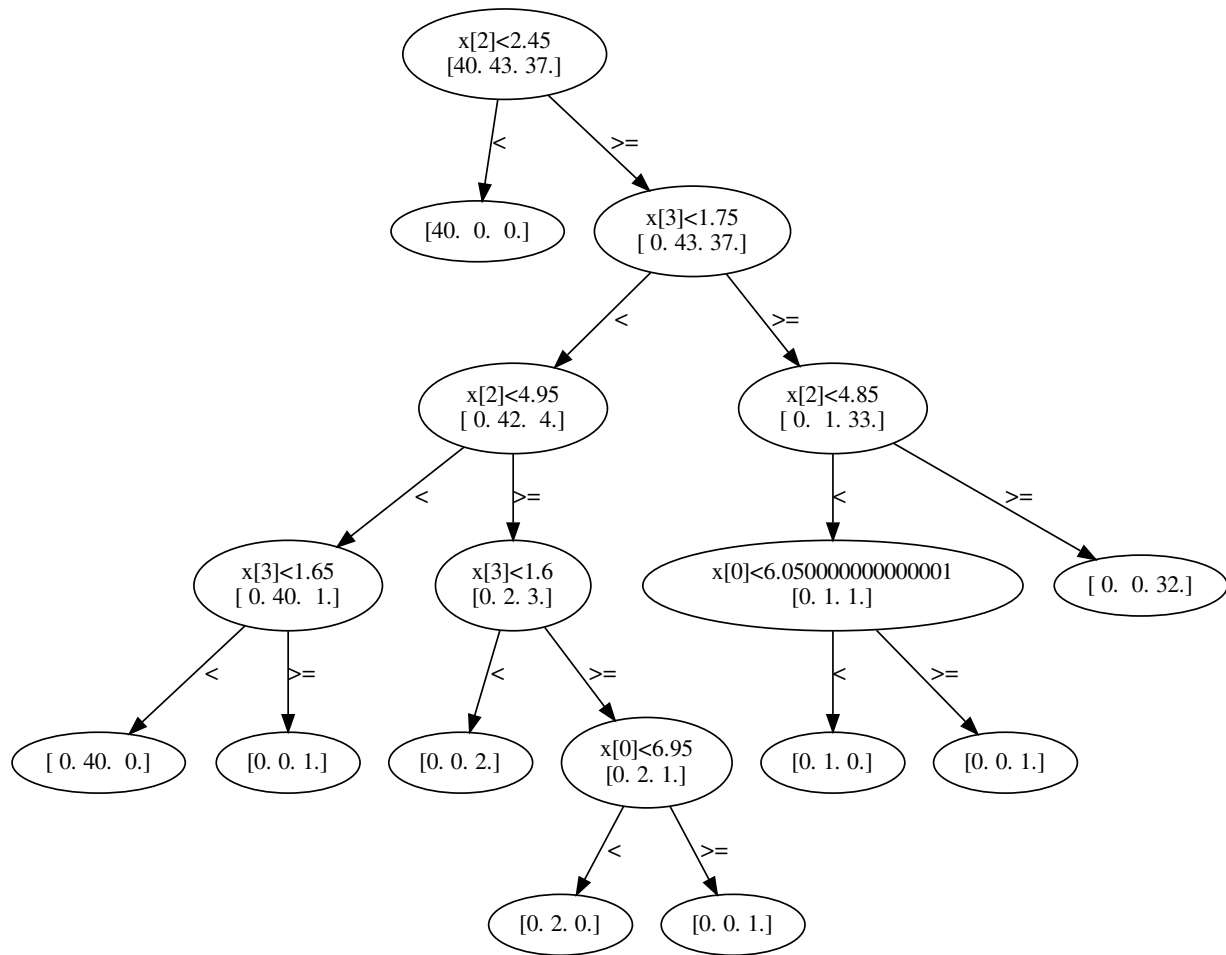 x[2]<2.45
[40. 43. 37.]
<
>=
[40.  0.  0.]
x[3]<1.75
[ 0. 43. 37.]
<
>=
x[2]<4.95
[ 0. 42.  4.]
x[2]<4.85
[ 0.  1. 33.]
<
>=
<
>=
x[3]<1.65
[ 0. 40.  1.]
x[3]<1.6
[0. 2. 3.]
x[0]<6.050000000000001
[0. 1. 1.]
[ 0.  0. 32.]
<
>=
<
>=
<
>=
[ 0. 40.  0.]
[0. 0. 1.]
[0. 0. 2.]
x[0]<6.95
[0. 2. 1.]
[0. 1. 0.]
[0. 0. 1.]
<
>=
[0. 2. 0.]
[0. 0. 1.]